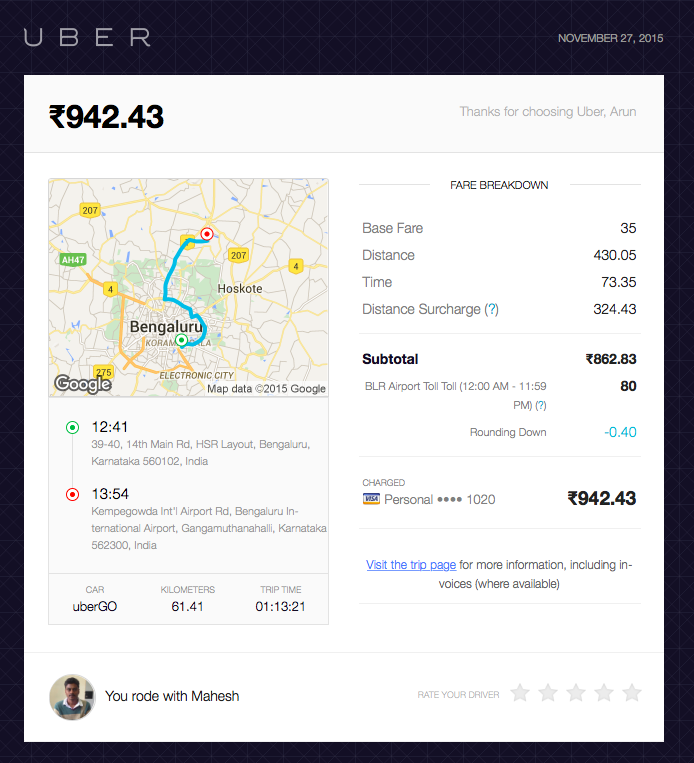 UBER
NOVEMBER 27, 2015
₹942.43
Thanks for choosing Uber, Arun
207
AH47
4
207
4
Hoskote
Bengaluru
ELECTRONIC CITY
275
Google
Map data ©2015 Google
12:41
39-40, 14th Main Rd, HSR Layout, Bengaluru,
Karnataka 560102, India
13:54
Kempegowda Int'l Airport Rd, Bengaluru In-
ternational Airport, Gangamuthanahalli, Karnataka
562300, India
CAR KILOMETERS TRIP TIME
uberGO 61.41 01:13:21
FARE BREAKDOWN
Base Fare 35
Distance 430.05
Time 73.35
Distance Surcharge (?) 324.43
Subtotal ₹862.83
BLR Airport Toll Toll (12:00 AM - 11:59 80
PM) (?)
Rounding Down -0.40
CHARGED
VISA Personal •••• 1020 ₹942.43
Visit the trip page for more information, including in-
voices (where available)
You rode with Mahesh
RATE YOUR DRIVER